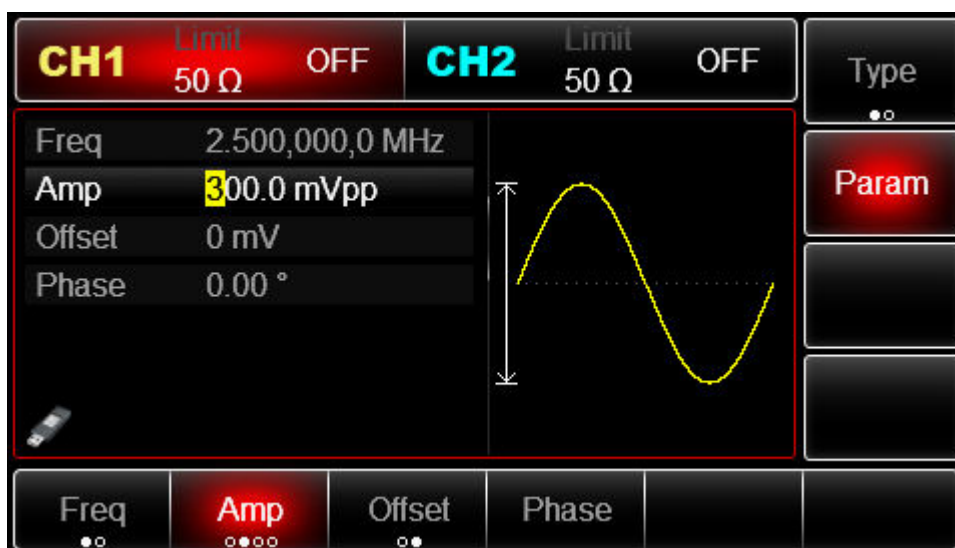 CH1 Limit 50 Ω OFF
CH2 Limit 50 Ω OFF
Type
Freq 2.500,000,0 MHz
Amp 300.0 mVpp
Param
Offset 0 mV
Phase 0.00 °
Freq Amp Offset Phase